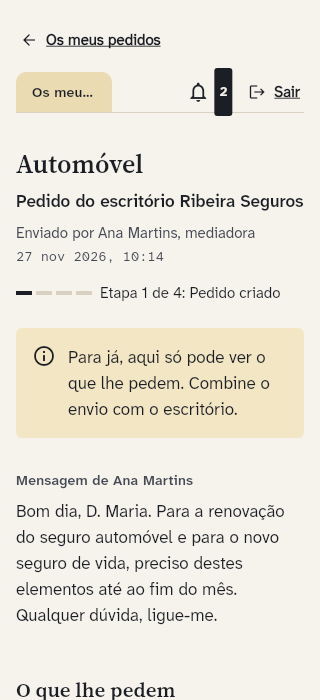 Os meus pedidos
Os meu...
2
Sair
Automóvel
Pedido do escritório Ribeira Seguros
Enviado por Ana Martins, mediadora
27 nov 2026, 10:14
Etapa 1 de 4: Pedido criado
Para já, aqui só pode ver o
que lhe pedem. Combine o
envio com o escritório.
Mensagem de Ana Martins
Bom dia, D. Maria. Para a renovação
do seguro automóvel e para o novo
seguro de vida, preciso destes
elementos até ao fim do mês.
Qualquer dúvida, ligue-me.
O que lhe pedem